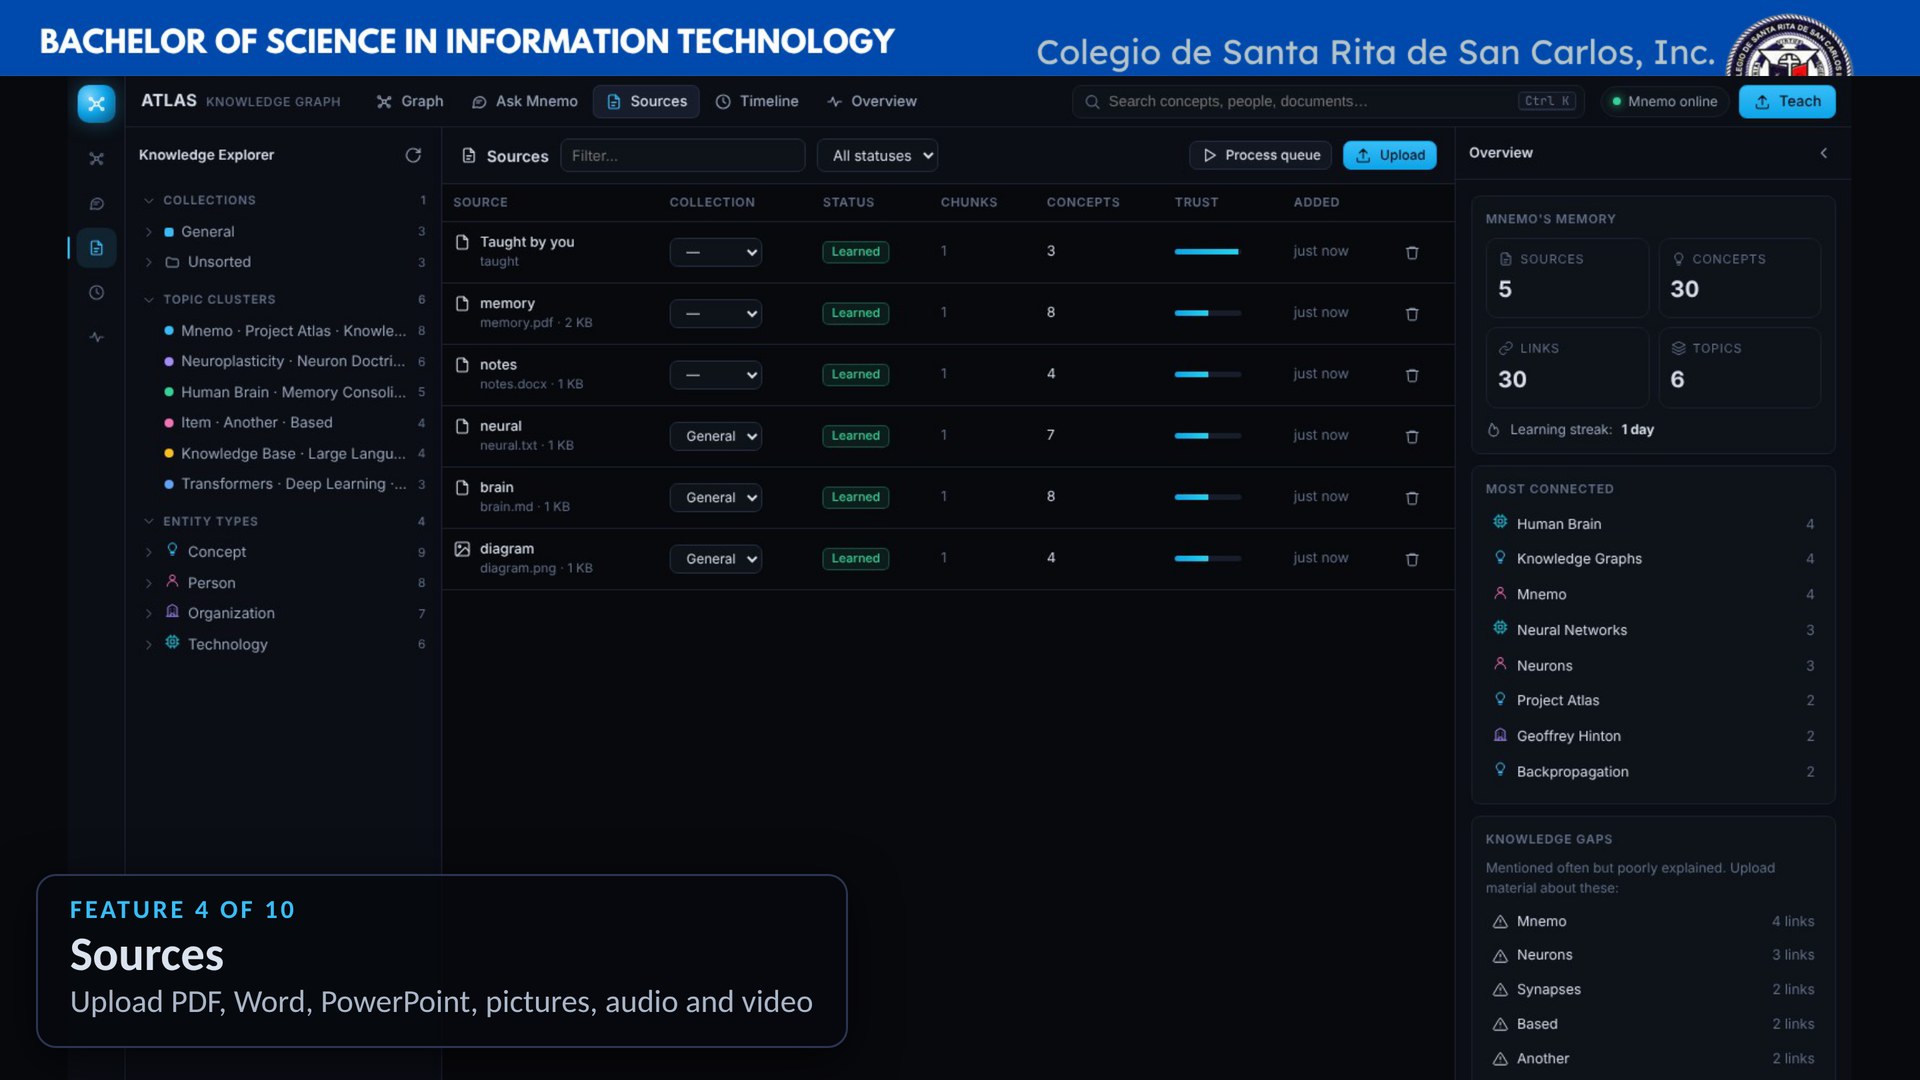 BACHELOR OF SCIENCE IN INFORMATION TECHNOLOGY
Colegio de Santa Rita de San Carlos, Inc.
ATLAS KNOWLEDGE GRAPH
Graph
Ask Mnemo
Sources
Timeline
Overview
Search concepts, people, documents…
Ctrl K
Mnemo online
Teach
Knowledge Explorer
COLLECTIONS 1
General 3
Unsorted 3
TOPIC CLUSTERS 6
Mnemo · Project Atlas · Knowle... 8
Neuroplasticity · Neuron Doctri... 6
Human Brain · Memory Consoli... 5
Item · Another · Based 4
Knowledge Base · Large Langu... 4
Transformers · Deep Learning ·... 3
ENTITY TYPES 4
Concept 9
Person 8
Organization 7
Technology 6
Sources
Filter...
All statuses
Process queue
Upload
SOURCE COLLECTION STATUS CHUNKS CONCEPTS TRUST ADDED
Taught by you
taught
— Learned 1 3 just now
memory
memory.pdf · 2 KB
— Learned 1 8 just now
notes
notes.docx · 1 KB
— Learned 1 4 just now
neural
neural.txt · 1 KB
General Learned 1 7 just now
brain
brain.md · 1 KB
General Learned 1 8 just now
diagram
diagram.png · 1 KB
General Learned 1 4 just now
Overview
MNEMO'S MEMORY
SOURCES
5
CONCEPTS
30
LINKS
30
TOPICS
6
Learning streak: 1 day
MOST CONNECTED
Human Brain 4
Knowledge Graphs 4
Mnemo 4
Neural Networks 3
Neurons 3
Project Atlas 2
Geoffrey Hinton 2
Backpropagation 2
KNOWLEDGE GAPS
Mentioned often but poorly explained. Upload
material about these:
Mnemo 4 links
Neurons 3 links
Synapses 2 links
Based 2 links
Another 2 links
FEATURE 4 OF 10
Sources
Upload PDF, Word, PowerPoint, pictures, audio and video